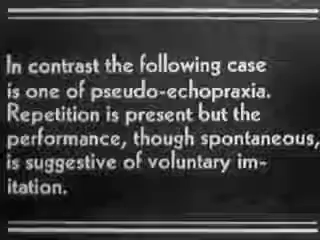 In contrast the following case
is one of pseudo-echopraxia.
Repetition is present but the
performance, though spontaneous,
is suggestive of voluntary im-
itation.